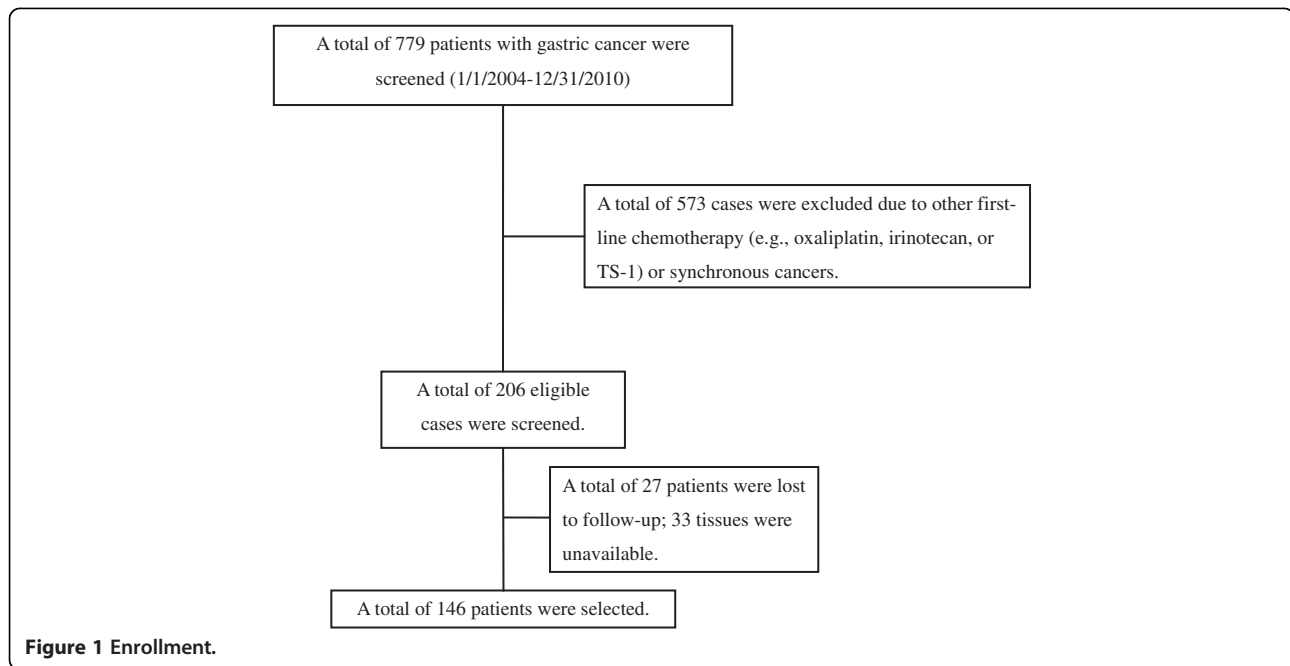 A total of 779 patients with gastric cancer were
screened (1/1/2004-12/31/2010)
A total of 573 cases were excluded due to other first-
line chemotherapy (e.g., oxaliplatin, irinotecan, or
TS-1) or synchronous cancers.
A total of 206 eligible
cases were screened.
A total of 27 patients were lost
to follow-up; 33 tissues were
unavailable.
A total of 146 patients were selected.
Figure 1 Enrollment.